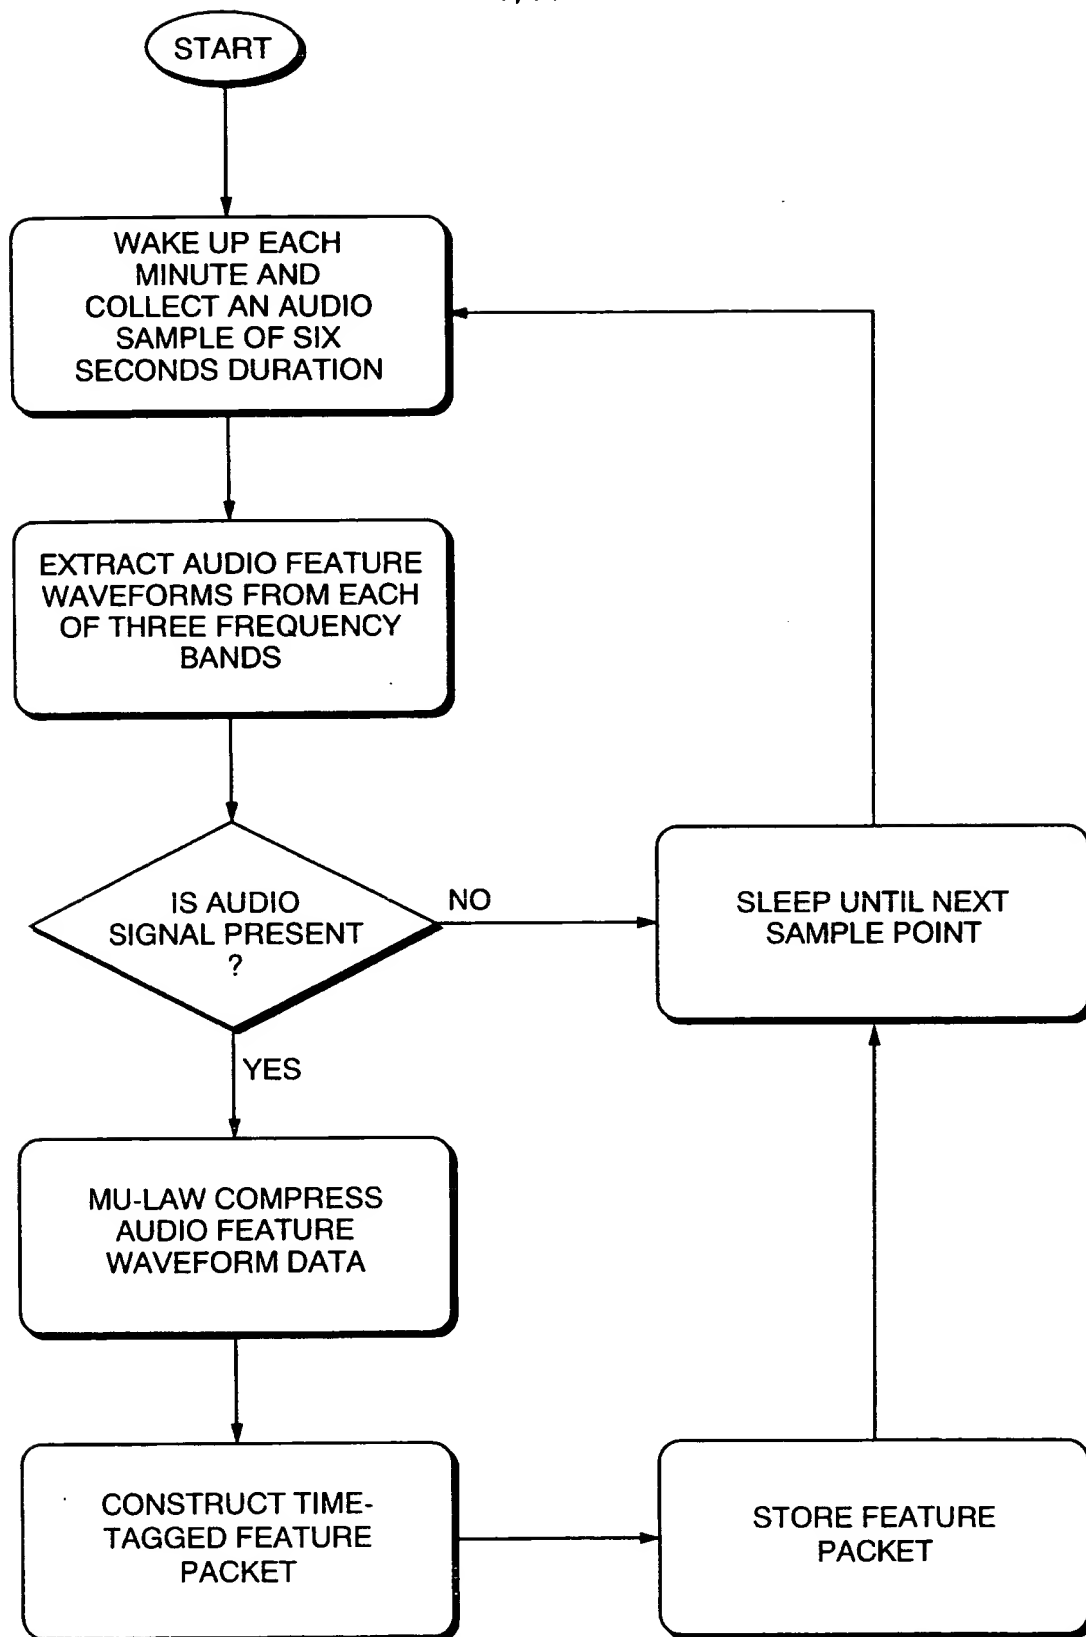 START
WAKE UP EACH
MINUTE AND
COLLECT AN AUDIO
SAMPLE OF SIX
SECONDS DURATION
EXTRACT AUDIO FEATURE
WAVEFORMS FROM EACH
OF THREE FREQUENCY
BANDS
IS AUDIO
SIGNAL PRESENT
?
NO
SLEEP UNTIL NEXT
SAMPLE POINT
YES
MU-LAW COMPRESS
AUDIO FEATURE
WAVEFORM DATA
CONSTRUCT TIME-
TAGGED FEATURE
PACKET
STORE FEATURE
PACKET